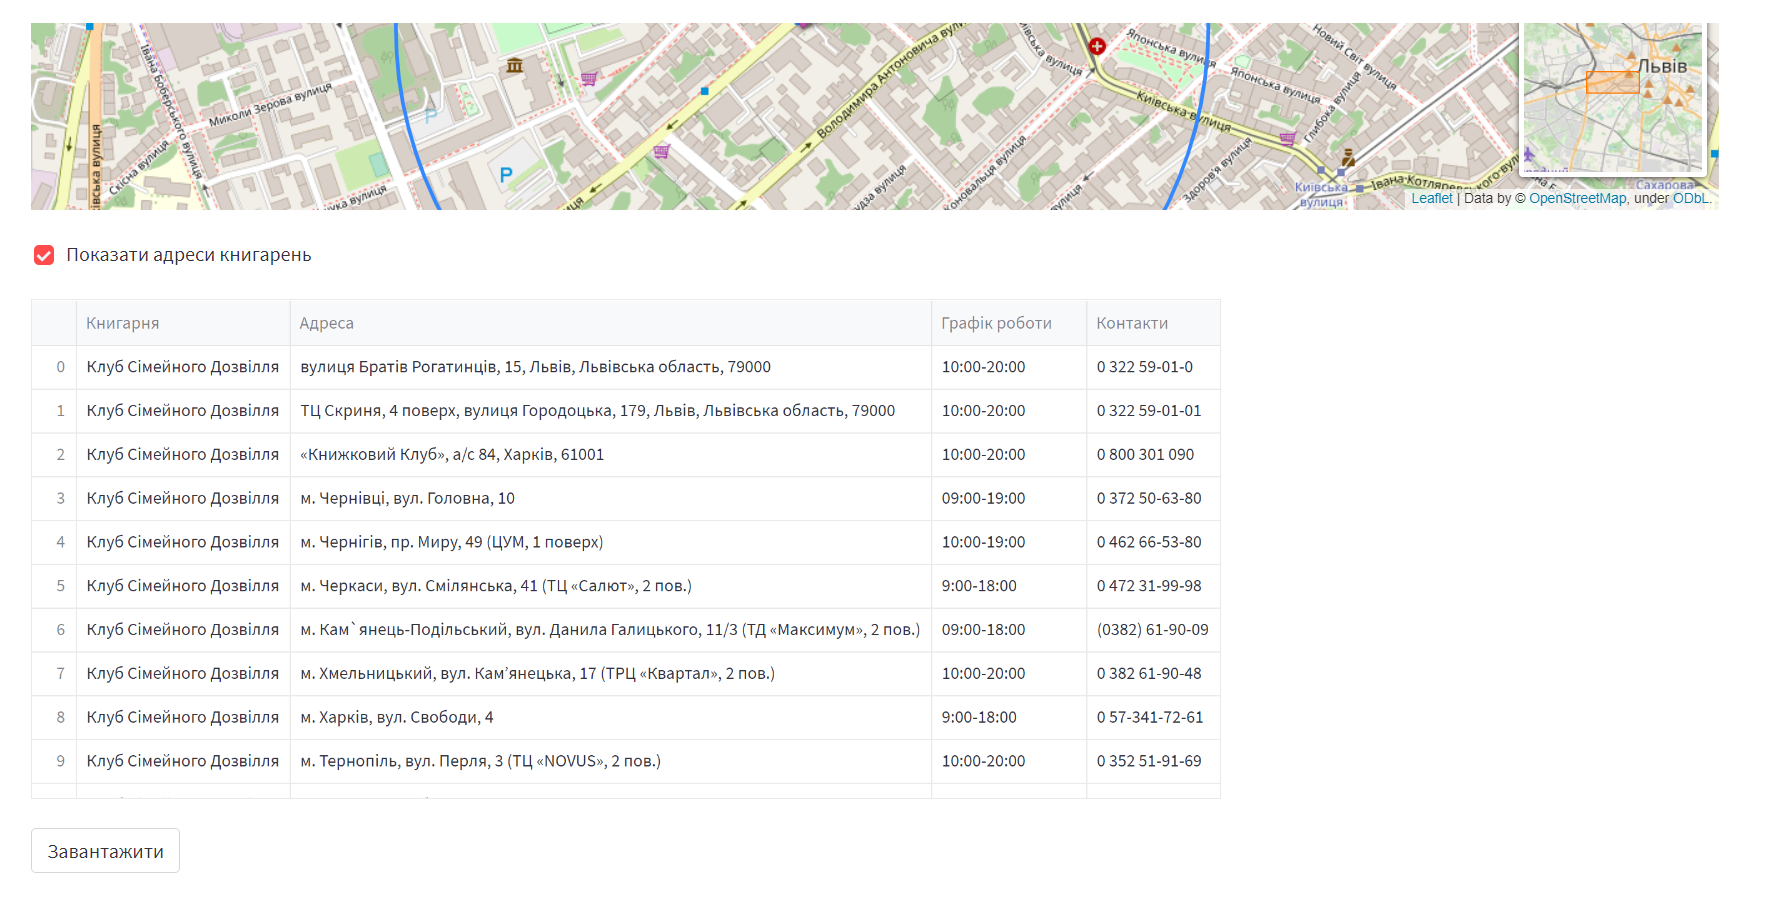 Івана Боберського вулиця
Миколи Зерова вулиця
Скісна вулиця
івська вулиця
ука вулиця
P
P
Володимира Антоновича вул
івська вулиця
Японська вулиця
Японська вулиця
Новий Світ вулиця
Київська вулиця
Глибока вулиця
Здоров'я вулиця
Коновальця вулиця
вулиця
Київська
вулиця
Львів
Сахарова
Leaflet | Data by © OpenStreetMap, under ODbL.
Показати адреси книгарень
Книгарня Адреса Графік роботи Контакти
0 Клуб Сімейного Дозвілля вулиця Братів Рогатинців, 15, Львів, Львівська область, 79000 10:00-20:00 0 322 59-01-0
1 Клуб Сімейного Дозвілля ТЦ Скриня, 4 поверх, вулиця Городоцька, 179, Львів, Львівська область, 79000 10:00-20:00 0 322 59-01-01
2 Клуб Сімейного Дозвілля «Книжковий Клуб», а/с 84, Харків, 61001 10:00-20:00 0 800 301 090
3 Клуб Сімейного Дозвілля м. Чернівці, вул. Головна, 10 09:00-19:00 0 372 50-63-80
4 Клуб Сімейного Дозвілля м. Чернігів, пр. Миру, 49 (ЦУМ, 1 поверх) 10:00-19:00 0 462 66-53-80
5 Клуб Сімейного Дозвілля м. Черкаси, вул. Смілянська, 41 (ТЦ «Салют», 2 пов.) 9:00-18:00 0 472 31-99-98
6 Клуб Сімейного Дозвілля м. Кам`янець-Подільський, вул. Данила Галицького, 11/3 (ТД «Максимум», 2 пов.) 09:00-18:00 (0382) 61-90-09
7 Клуб Сімейного Дозвілля м. Хмельницький, вул. Кам’янецька, 17 (ТРЦ «Квартал», 2 пов.) 10:00-20:00 0 382 61-90-48
8 Клуб Сімейного Дозвілля м. Харків, вул. Свободи, 4 9:00-18:00 0 57-341-72-61
9 Клуб Сімейного Дозвілля м. Тернопіль, вул. Перля, 3 (ТЦ «NOVUS», 2 пов.) 10:00-20:00 0 352 51-91-69
Завантажити